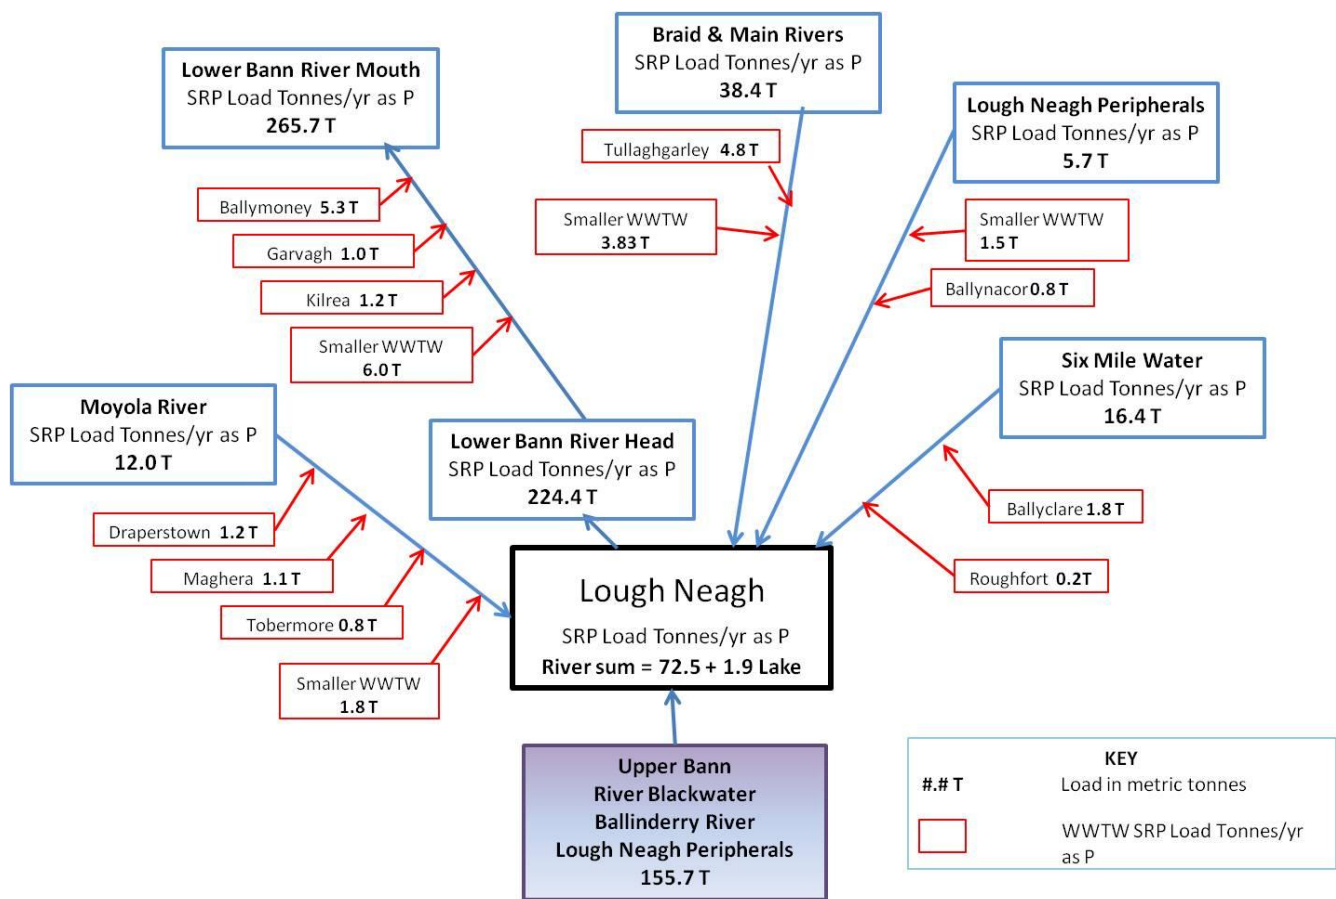 Braid & Main Rivers
SRP Load Tonnes/yr as P
38.4 T
Lower Bann River Mouth
SRP Load Tonnes/yr as P
265.7 T
Lough Neagh Peripherals
SRP Load Tonnes/yr as P
5.7 T
Tullaghgarley 4.8 T
Ballymoney 5.3 T
Smaller WWTW
3.83 T
Smaller WWTW
1.5 T
Garvagh 1.0 T
Kilrea 1.2 T
Ballynacor 0.8 T
Smaller WWTW
6.0 T
Six Mile Water
SRP Load Tonnes/yr as P
16.4 T
Moyola River
SRP Load Tonnes/yr as P
12.0 T
Lower Bann River Head
SRP Load Tonnes/yr as P
224.4 T
Draperstown 1.2 T
Ballyclare 1.8 T
Maghera 1.1 T
Roughfort 0.2T
Tobermore 0.8 T
Lough Neagh
SRP Load Tonnes/yr as P
River sum = 72.5 + 1.9 Lake
Smaller WWTW
1.8 T
Upper Bann
River Blackwater
Ballinderry River
Lough Neagh Peripherals
155.7 T
KEY
#.# T Load in metric tonnes
WWTW SRP Load Tonnes/yr
as P